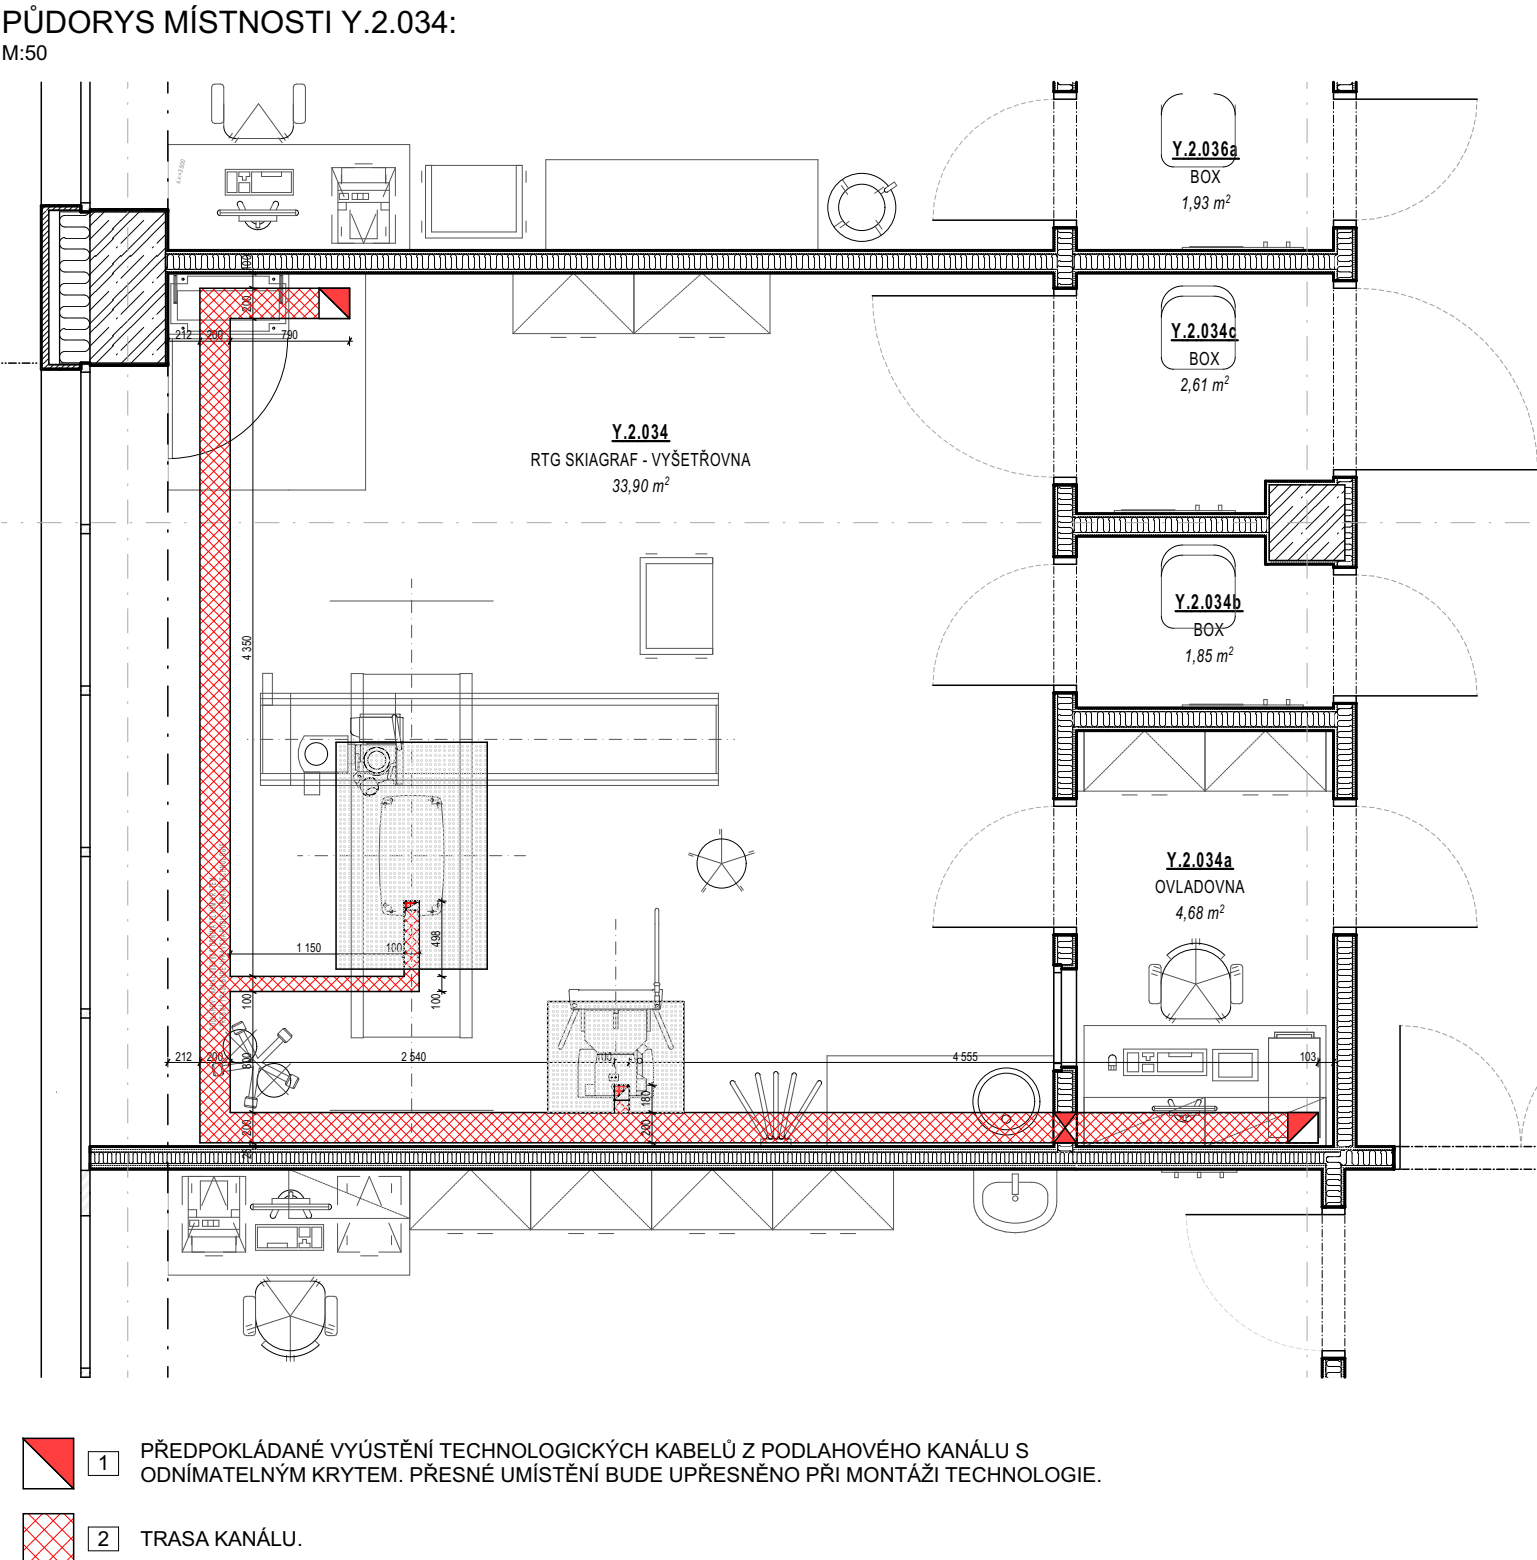 PŮDORYS MÍSTNOSTI Y.2.034:
M:50
Y.2.036a
BOX
1,93 m²
100
200
212
200
790
Y.2.034c
BOX
2,61 m²
Y.2.034
RTG SKIAGRAF - VYŠETŘOVNA
33,90 m²
4 350
Y.2.034b
BOX
1,85 m²
Y.2.034a
OVLADOVNA
4,68 m²
1 150
100
498
100
100
212
200
800
2 540
100
4 555
103
180
200
200
1
PŘEDPOKLÁDANÉ VYÚSTĚNÍ TECHNOLOGICKÝCH KABELŮ Z PODLAHOVÉHO KANÁLU S
ODNÍMATELNÝM KRYTEM. PŘESNÉ UMÍSTĚNÍ BUDE UPŘESNĚNO PŘI MONTÁŽI TECHNOLOGIE.
2
TRASA KANÁLU.